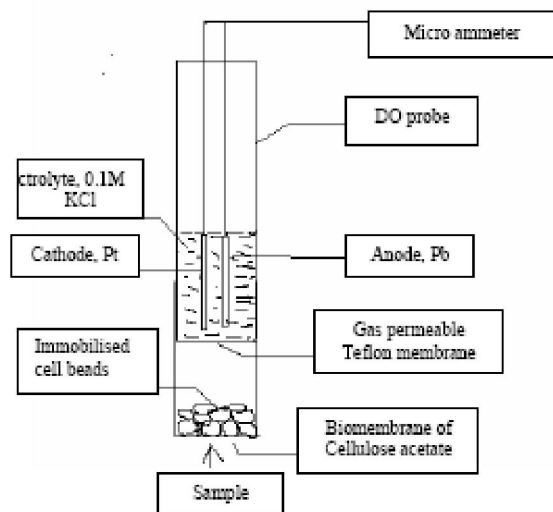 Micro ammeter
DO probe
ctrolyte, 0.1M
KCl
Cathode, Pt
Anode, Pb
Gas permeable
Teflon membrane
Immobilised
cell beads
Biomembrane of
Cellulose acetate
Sample